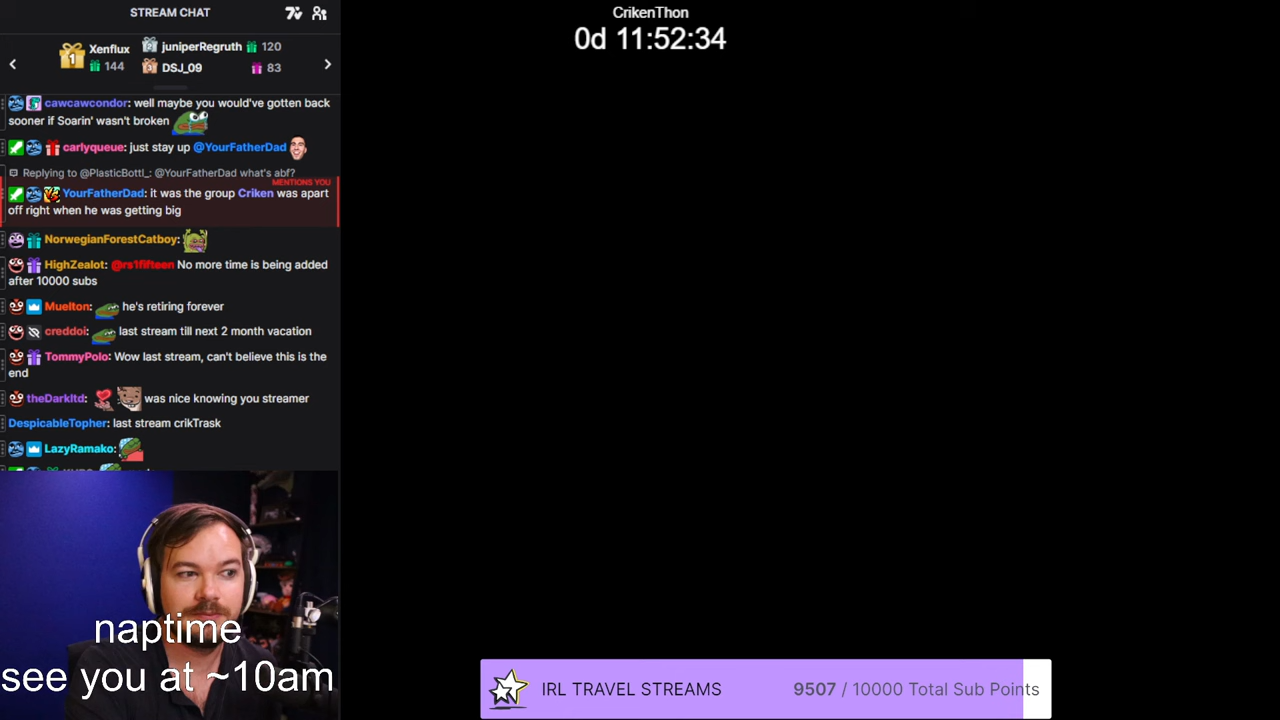 STREAM CHAT
CrikenThon
0d 11:52:34
Xenflux
144
juniperRegruth 120
DSJ_09 83
cawcawcondor: well maybe you would've gotten back
sooner if Soarin' wasn't broken
carlyqueue: just stay up @YourFatherDad
Replying to @PlasticBottl_: @YourFatherDad what's abf?
MENTIONS YOU
YourFatherDad: it was the group Criken was apart
off right when he was getting big
NorwegianForestCatboy:
HighZealot: @rs1fifteen No more time is being added
after 10000 subs
Muelton: he's retiring forever
creddoi: last stream till next 2 month vacation
TommyPolo: Wow last stream, can't believe this is the
end
theDarkltd: was nice knowing you streamer
DespicableTopher: last stream crikTrask
LazyRamako:
naptime
see you at ~10am
IRL TRAVEL STREAMS 9507 / 10000 Total Sub Points